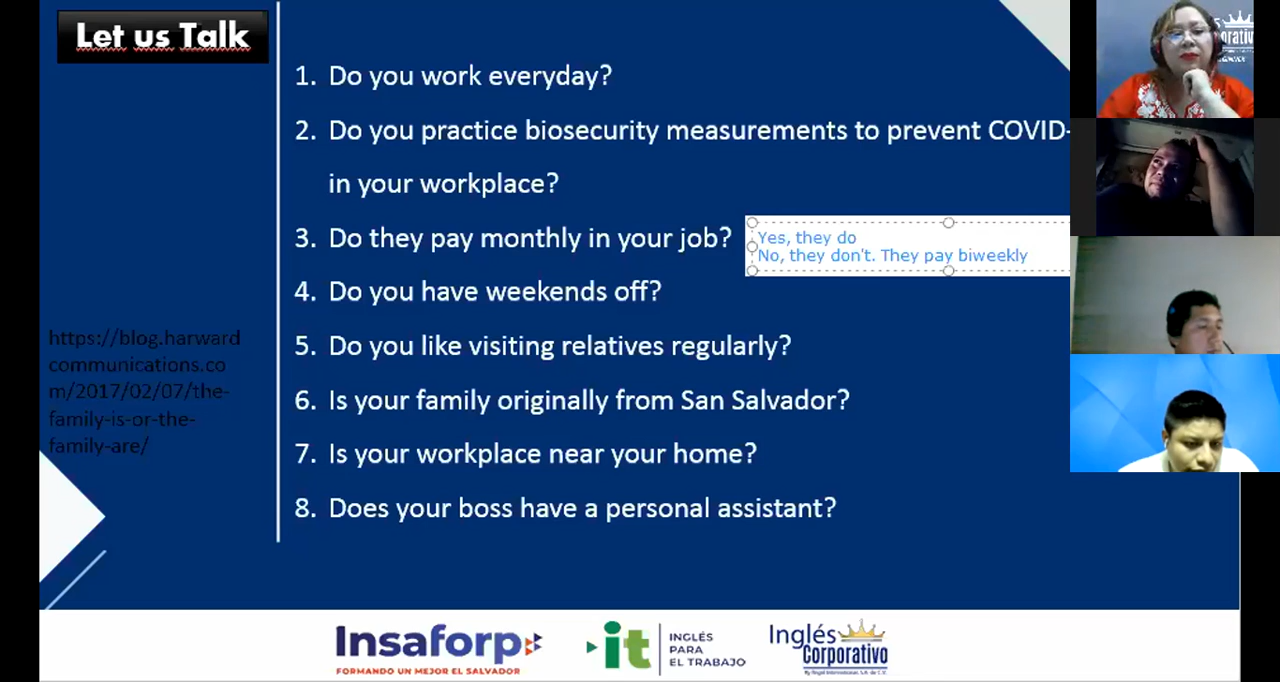 Let us Talk
1. Do you work everyday?
2. Do you practice biosecurity measurements to prevent COVID-
in your workplace?
3. Do they pay monthly in your job?
Yes, they do
No, they don't. They pay biweekly
4. Do you have weekends off?
5. Do you like visiting relatives regularly?
6. Is your family originally from San Salvador?
7. Is your workplace near your home?
8. Does your boss have a personal assistant?
https://blog.harward
communications.co
m/2017/02/07/the-
family-is-or-the-
family-are/
Insaforp
FORMANDO UN MEJOR EL SALVADOR
it
INGLÉS
PARA
EL TRABAJO
Inglés
Corporativo